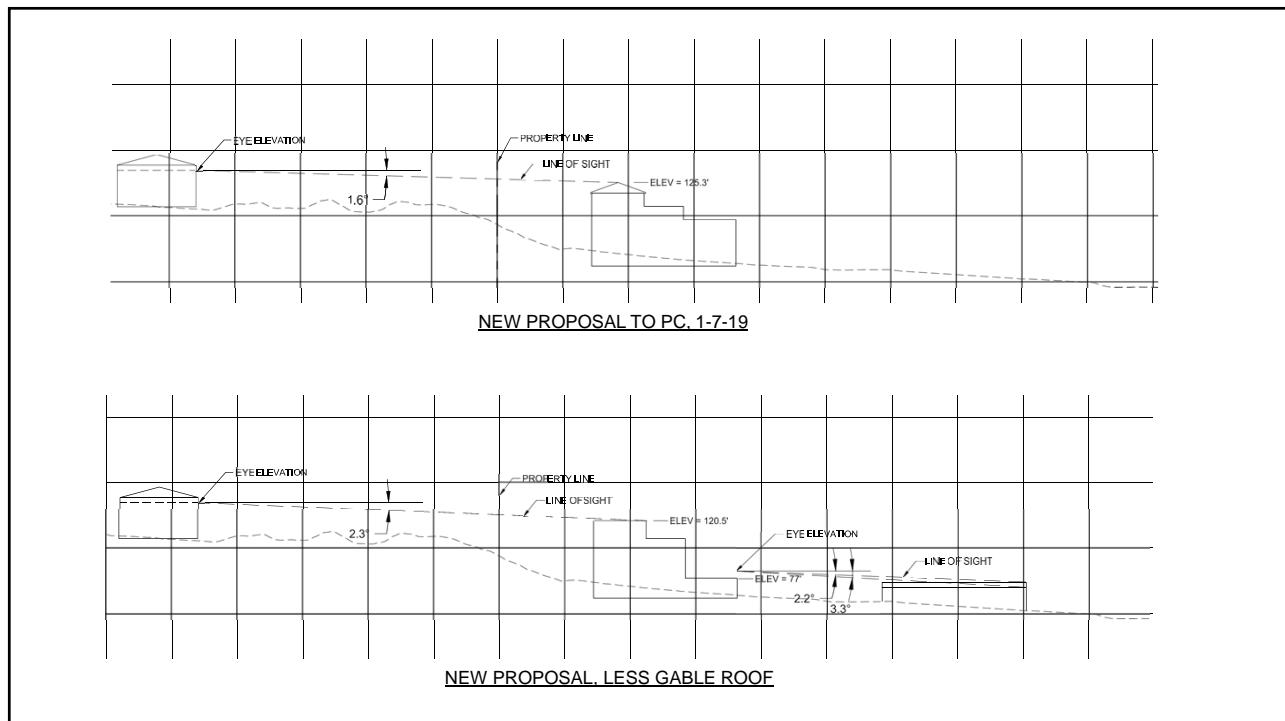 EYE ELEVATION
PROPERTY LINE
LINE OF SIGHT
ELEV = 125.3'
1.6°
NEW PROPOSAL TO PC, 1-7-19
EYE ELEVATION
PROPERTY LINE
LINE OF SIGHT
2.3°
ELEV = 120.5'
EYE ELEVATION
LINE OF SIGHT
ELEV = 77'
2.2°
3.3°
NEW PROPOSAL, LESS GABLE ROOF